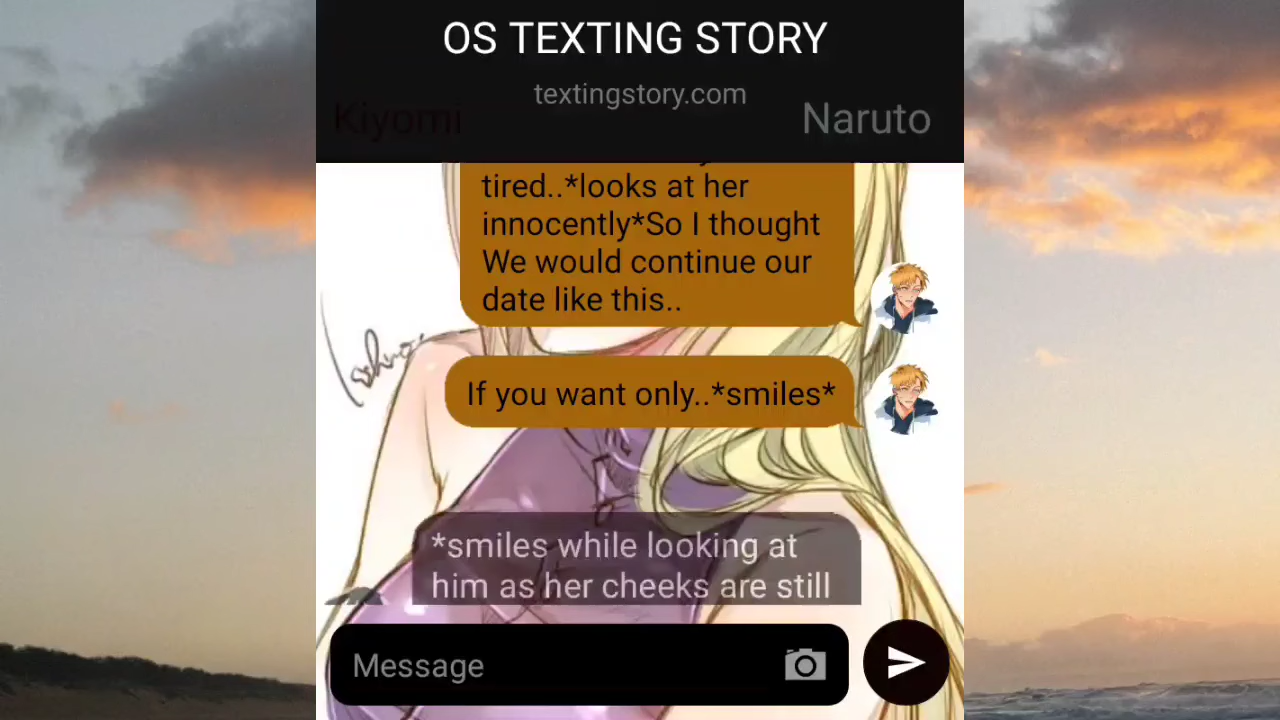 OS TEXTING STORY
textingstory.com
Kiyomi
Naruto
tired..*looks at her
innocently*So I thought
We would continue our
date like this..
If you want only..*smiles*
*smiles while looking at
him as her cheeks are still
Message